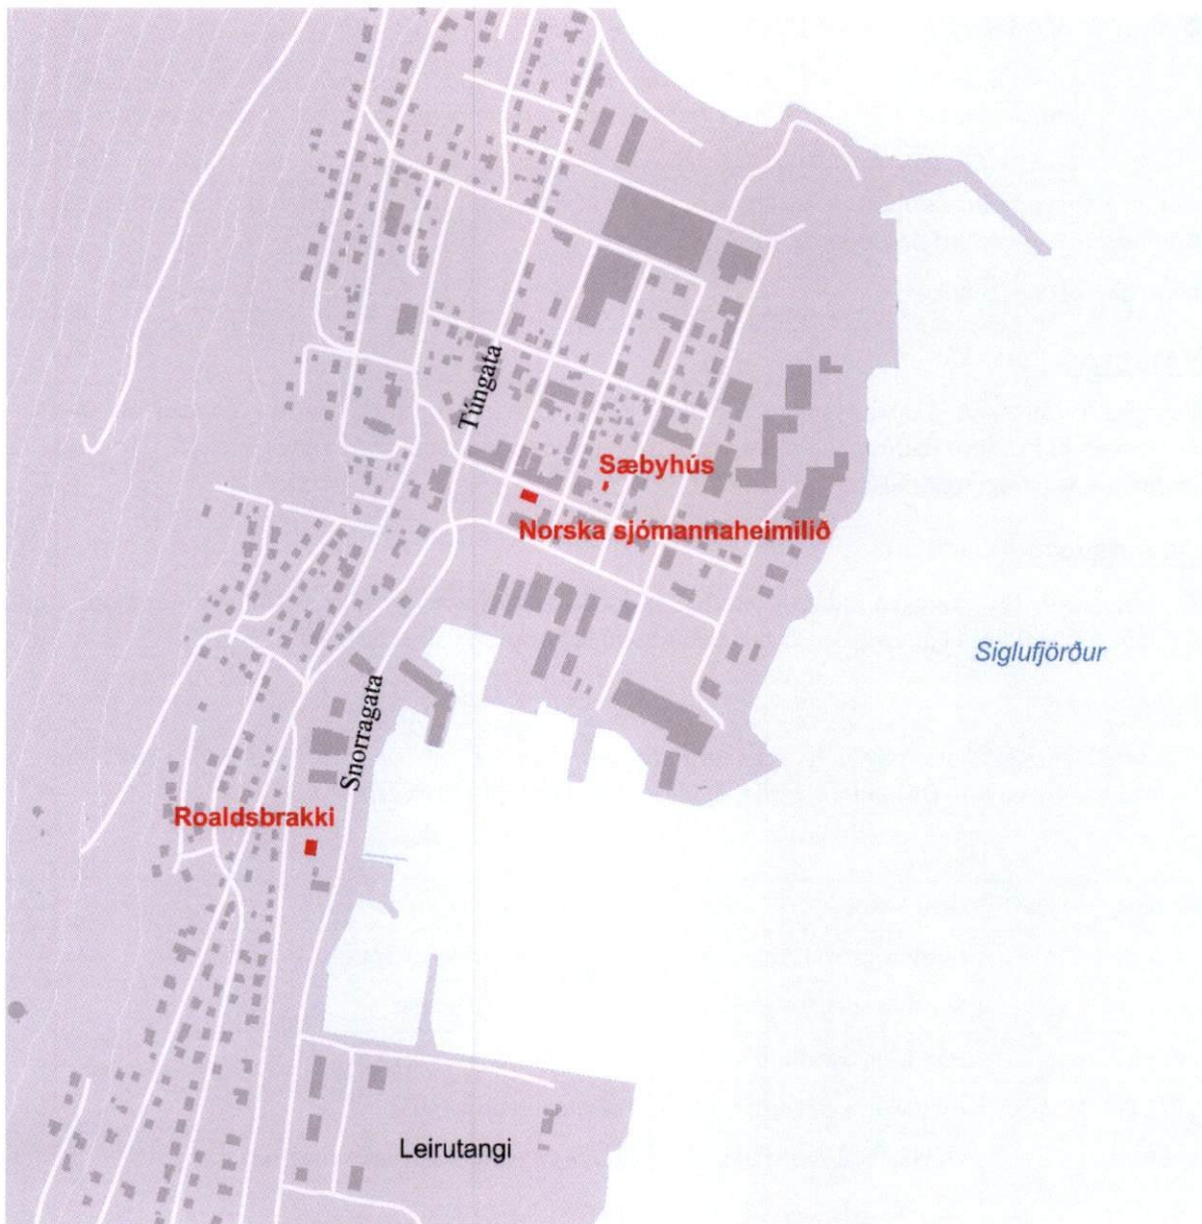 Túngata
Sæbyhús
Norska sjómannaheimilið
Siglufjörður
Snorragata
Roaldsbrakki
Leirutangi